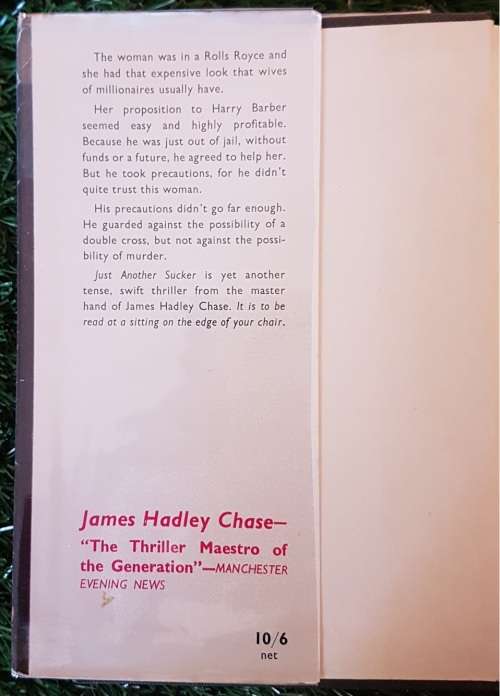 The woman was in a Rolls Royce and
she had that expensive look that wives
of millionaires usually have.
Her proposition to Harry Barber
seemed easy and highly profitable.
Because he was just out of jail, without
funds or a future, he agreed to help her.
But he took precautions, for he didn't
quite trust this woman.
His precautions didn't go far enough.
He guarded against the possibility of a
double cross, but not against the possi-
bility of murder.
Just Another Sucker is yet another
tense, swift thriller from the master
hand of James Hadley Chase. It is to be
read at a sitting on the edge of your chair.
James Hadley Chase—
"The Thriller Maestro of
the Generation"—MANCHESTER
EVENING NEWS
10/6
net